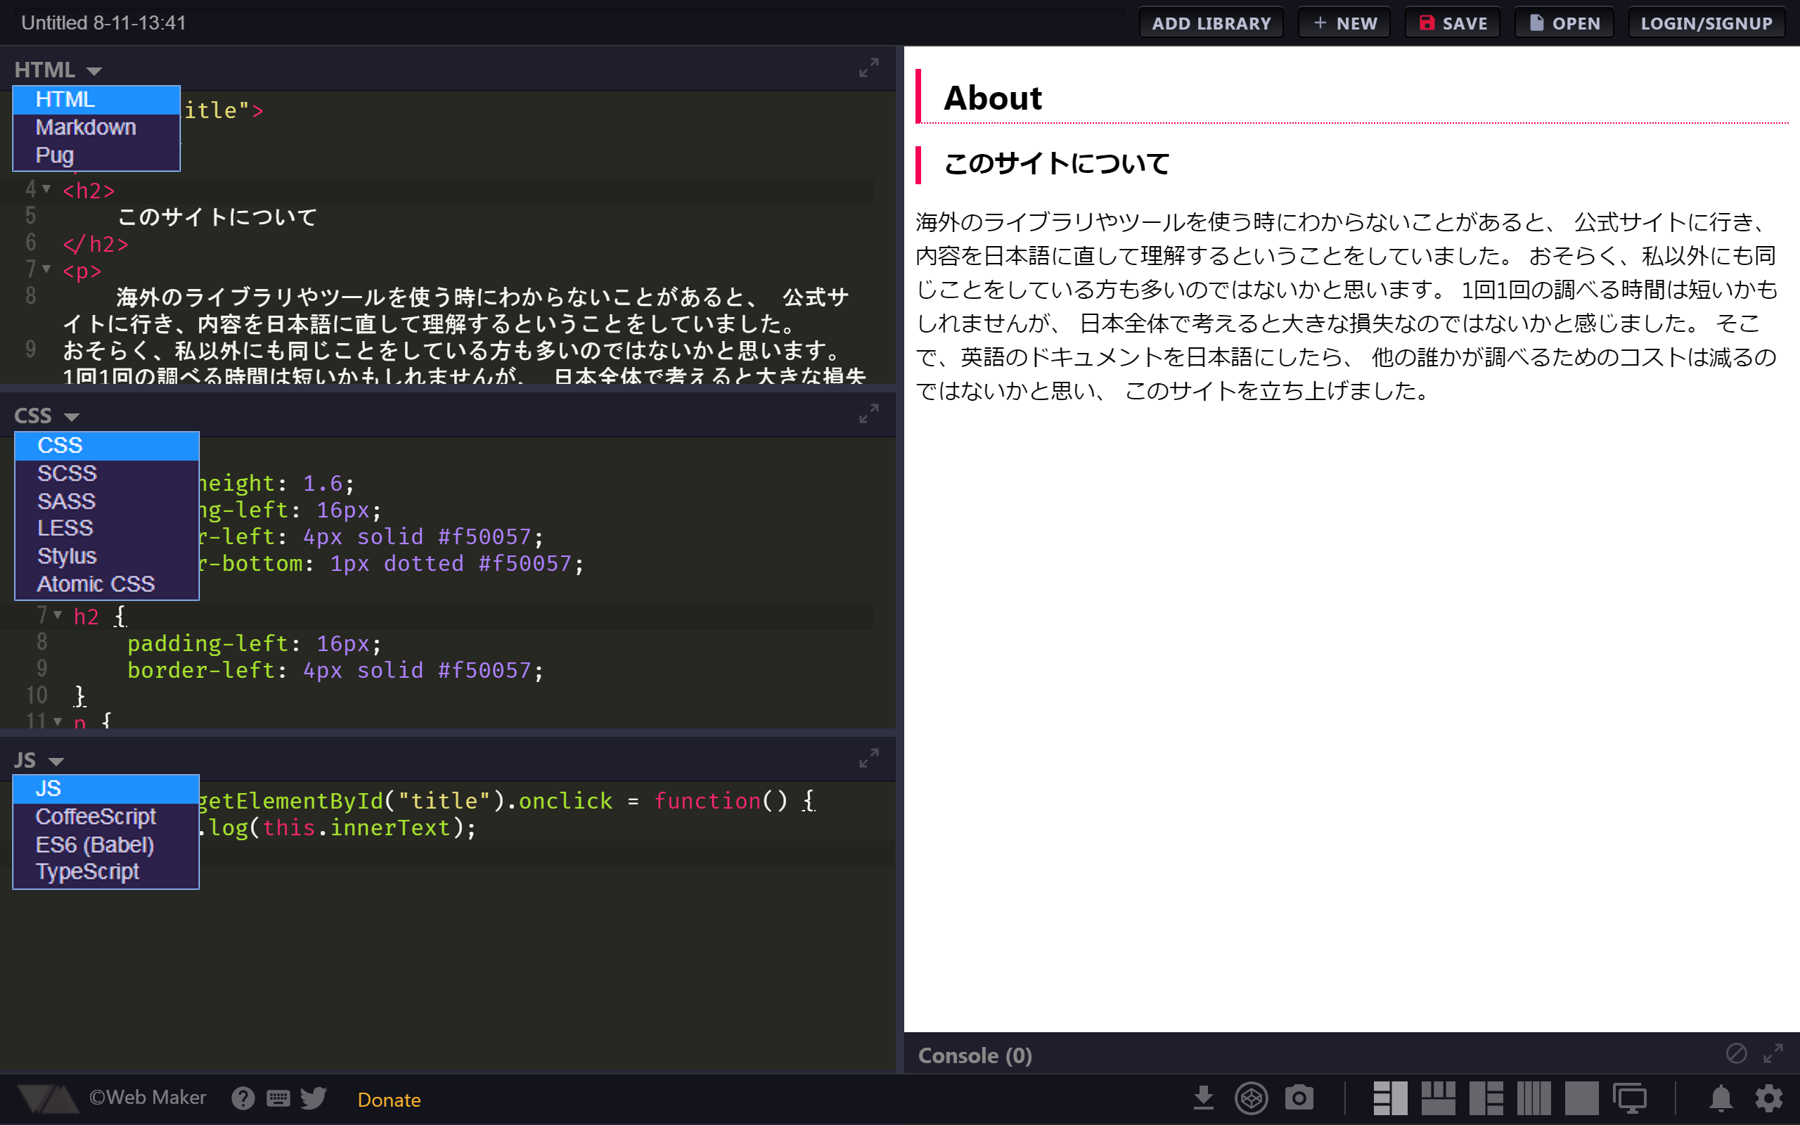 Untitled 8-11-13:41
ADD LIBRARY
+ NEW
SAVE
OPEN
LOGIN/SIGNUP
HTML
HTML
Markdown
Pug
itle">
4 <h2>
5 このサイトについて
6 </h2>
7 <p>
8 海外のライブラリやツールを使う時にわからないことがあると、 公式サ
イトに行き、内容を日本語に直して理解するということをしていました。
9 おそらく、私以外にも同じことをしている方も多いのではないかと思います。
1回1回の調べる時間は短いかもしれませんが、 日本全体で考えると大きな損失
CSS
CSS
SCSS
SASS
LESS
Stylus
Atomic CSS
height: 1.6;
ng-left: 16px;
r-left: 4px solid #f50057;
r-bottom: 1px dotted #f50057;
7 h2 {
8 padding-left: 16px;
9 border-left: 4px solid #f50057;
10 }
11 p {
JS
JS
CoffeeScript
ES6 (Babel)
TypeScript
getElementById("title").onclick = function() {
.log(this.innerText);
About
このサイトについて
海外のライブラリやツールを使う時にわからないことがあると、 公式サイトに行き、
内容を日本語に直して理解するということをしていました。 おそらく、私以外にも同
じことをしている方も多いのではないかと思います。 1回1回の調べる時間は短いかも
しれませんが、 日本全体で考えると大きな損失なのではないかと感じました。 そこ
で、英語のドキュメントを日本語にしたら、 他の誰かが調べるためのコストは減るの
ではないかと思い、 このサイトを立ち上げました。
Console (0)
©Web Maker
Donate